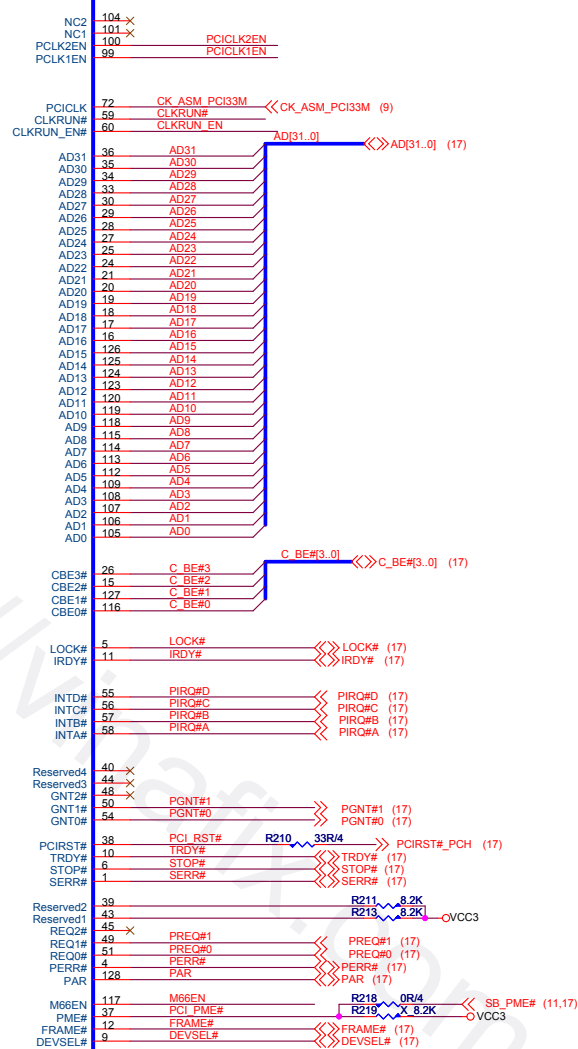 NC2 104
NC1 101
PCLK2EN 100 PCICLK2EN
PCLK1EN 99 PCICLK1EN
PCICLK 72 CK_ASM_PCI33M CK_ASM_PCI33M (9)
CLKRUN# 59 CLKRUN#
CLKRUN_EN# 60 CLKRUN_EN
AD[31..0] AD[31..0] (17)
AD31 36 AD31
AD30 35 AD30
AD29 34 AD29
AD28 33 AD28
AD27 30 AD27
AD26 29 AD26
AD25 28 AD25
AD24 27 AD24
AD23 25 AD23
AD22 24 AD22
AD21 21 AD21
AD20 20 AD20
AD19 19 AD19
AD18 18 AD18
AD17 17 AD17
AD16 16 AD16
AD15 126 AD15
AD14 125 AD14
AD13 124 AD13
AD12 123 AD12
AD11 120 AD11
AD10 119 AD10
AD9 118 AD9
AD8 115 AD8
AD7 114 AD7
AD6 113 AD6
AD5 112 AD5
AD4 109 AD4
AD3 108 AD3
AD2 107 AD2
AD1 106 AD1
AD0 105 AD0
C_BE#[3..0] C_BE#[3..0] (17)
CBE3# 26 C_BE#3
CBE2# 15 C_BE#2
CBE1# 127 C_BE#1
CBE0# 116 C_BE#0
LOCK# 5 LOCK# LOCK# (17)
IRDY# 11 IRDY# IRDY# (17)
INTD# 55 PIRQ#D PIRQ#D (17)
INTC# 56 PIRQ#C PIRQ#C (17)
INTB# 57 PIRQ#B PIRQ#B (17)
INTA# 58 PIRQ#A PIRQ#A (17)
Reserved4 40
Reserved3 44
GNT2# 48
GNT1# 50 PGNT#1 PGNT#1 (17)
GNT0# 54 PGNT#0 PGNT#0 (17)
PCIRST# 38 PCI_RST# R210 33R/4 PCIRST#_PCH (17)
TRDY# 10 TRDY# TRDY# (17)
STOP# 6 STOP# STOP# (17)
SERR# 1 SERR# SERR# (17)
Reserved2 39 R211 8.2K
Reserved1 43 R213 8.2K VCC3
REQ2# 45
REQ1# 49 PREQ#1 PREQ#1 (17)
REQ0# 51 PREQ#0 PREQ#0 (17)
PERR# 4 PERR# PERR# (17)
PAR 128 PAR PAR (17)
M66EN 117 M66EN R218 0R/4 SB_PME# (11,17)
PME# 37 PCI_PME# R219 X_8.2K VCC3
FRAME# 12 FRAME# FRAME# (17)
DEVSEL# 9 DEVSEL# DEVSEL# (17)
//vinafix.com